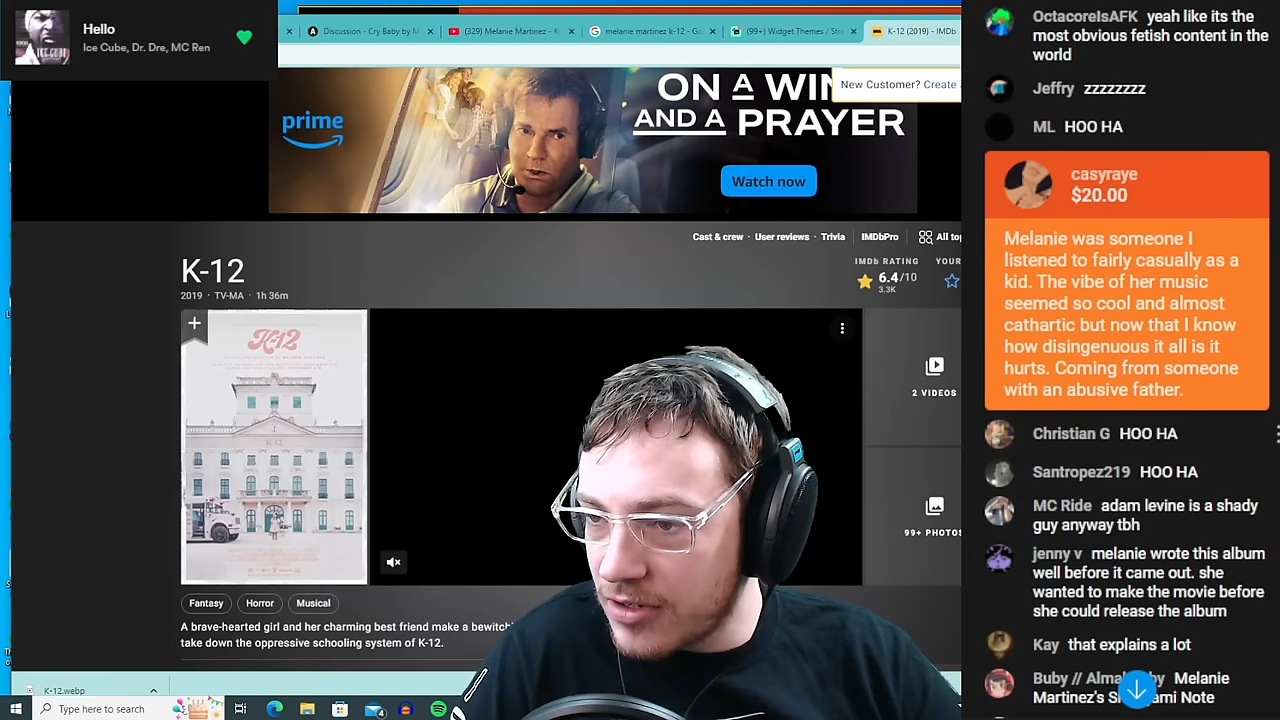 Hello
Ice Cube, Dr. Dre, MC Ren
Discussion - Cry Baby by M
(329) Melanie Martinez - K
melanie martinez k-12 - Go
(99+) Widget Themes / Stre
K-12 (2019) - IMDb
New Customer? Create
prime
ON A WIN
AND A PRAYER
Watch now
Cast & crew · User reviews · Trivia
IMDbPro
All top
K-12
2019 · TV-MA · 1h 36m
IMDb RATING
YOUR
6.4/10
3.3K
K-12
K-12
2 VIDEOS
99+ PHOTOS
Fantasy
Horror
Musical
A brave-hearted girl and her charming best friend make a bewitchi
take down the oppressive schooling system of K-12.
K-12.webp
Type here to search
OctacoreIsAFK yeah like its the
most obvious fetish content in the
world
Jeffry zzzzzzzz
ML HOO HA
casyraye
$20.00
Melanie was someone I
listened to fairly casually as a
kid. The vibe of her music
seemed so cool and almost
cathartic but now that I know
how disingenuous it all is it
hurts. Coming from someone
with an abusive father.
Christian G HOO HA
Santropez219 HOO HA
MC Ride adam levine is a shady
guy anyway tbh
jenny v melanie wrote this album
well before it came out. she
wanted to make the movie before
she could release the album
Kay that explains a lot
Buby // Alma by Melanie
Martinez's S ami Note